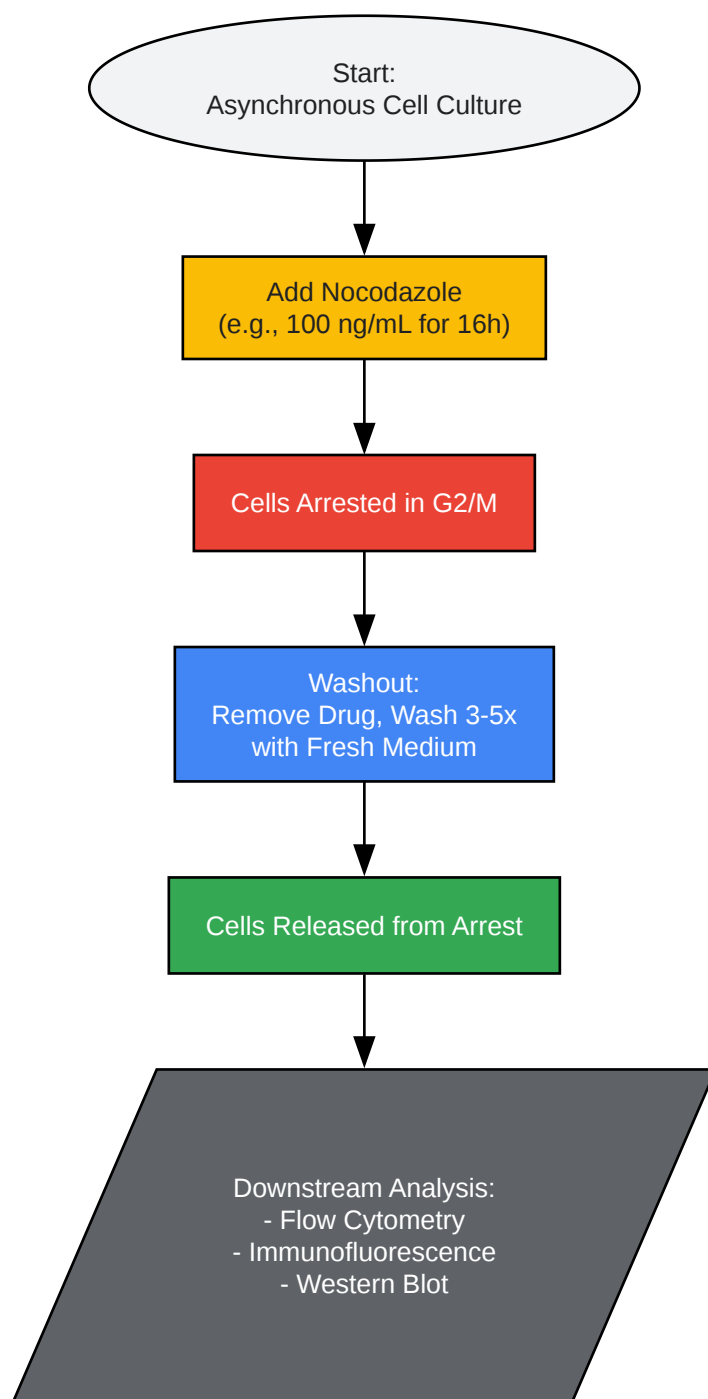 Start:
Asynchronous Cell Culture
Add Nocodazole
(e.g., 100 ng/mL for 16h)
Cells Arrested in G2/M
Washout:
Remove Drug, Wash 3-5x
with Fresh Medium
Cells Released from Arrest
Downstream Analysis:
- Flow Cytometry
- Immunofluorescence
- Western Blot